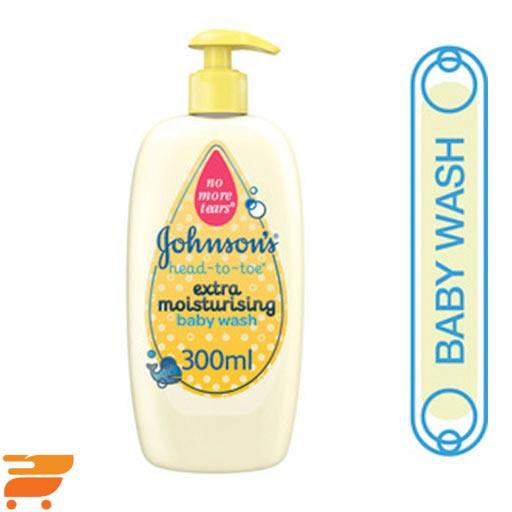 no
more
tears®
Johnson's®
head-to-toe®
extra
moisturising
baby wash
300ml
BABY WASH